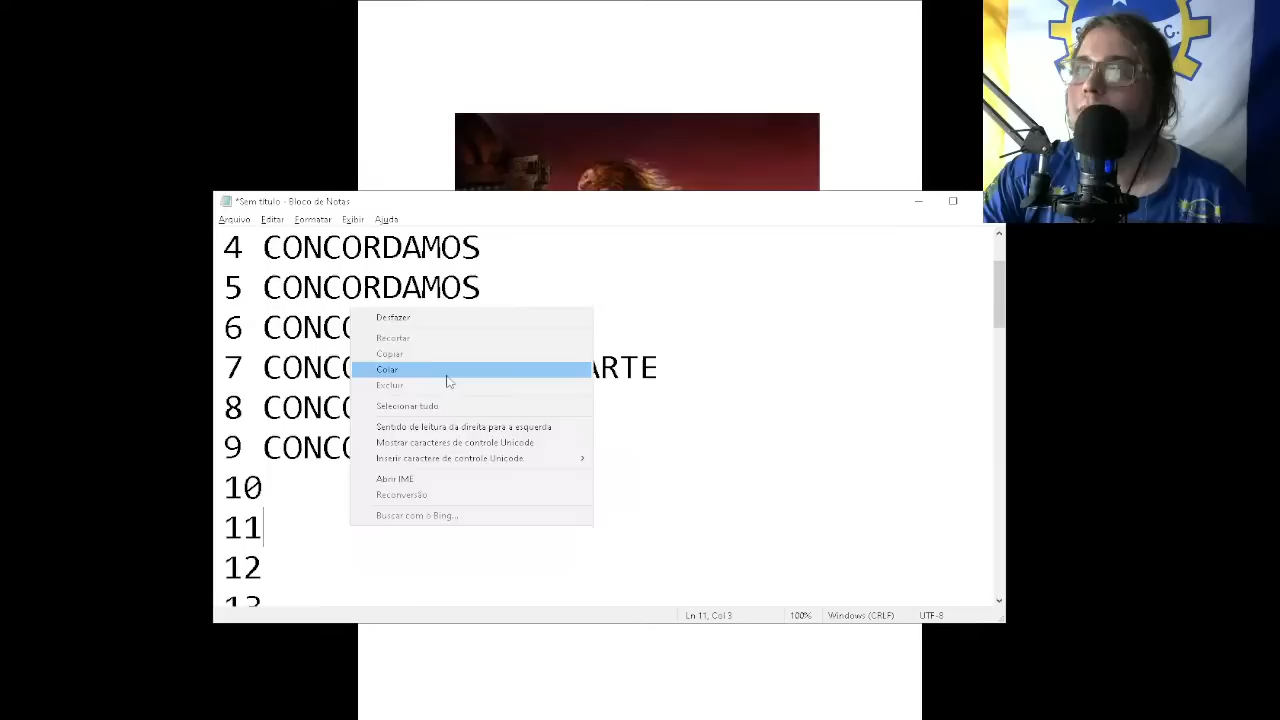 *Sem título - Bloco de Notas
Arquivo Editar Formatar Exibir Ajuda
4 CONCORDAMOS
5 CONCORDAMOS
6 CONCO
7 CONCO ARTE
8 CONCO
9 CONCO
10
11
12
13
Desfazer
Recortar
Copiar
Colar
Excluir
Selecionar tudo
Sentido de leitura da direita para a esquerda
Mostrar caracteres de controle Unicode
Inserir caractere de controle Unicode
Abrir IME
Reconversão
Buscar com o Bing...
Ln 11, Col 3 100% Windows (CRLF) UTF-8